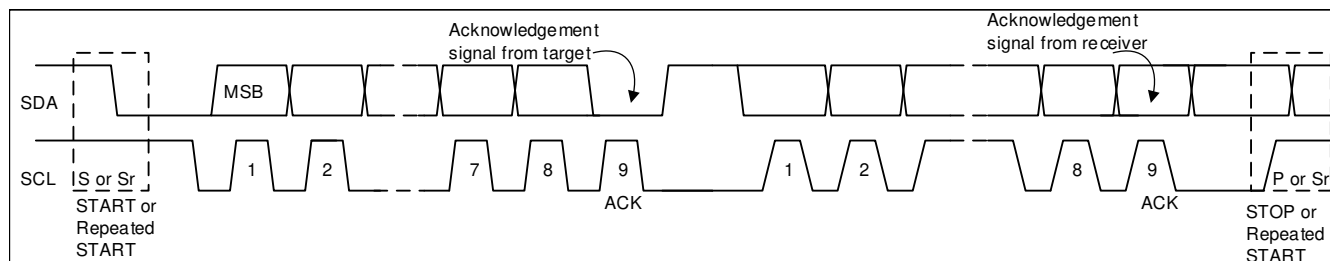 Acknowledgement
signal from target
Acknowledgement
signal from receiver
SDA
MSB
SCL
S or Sr
1
2
7
8
9
1
2
8
9
P or Sr
ACK
ACK
START or
Repeated
START
STOP or
Repeated
START